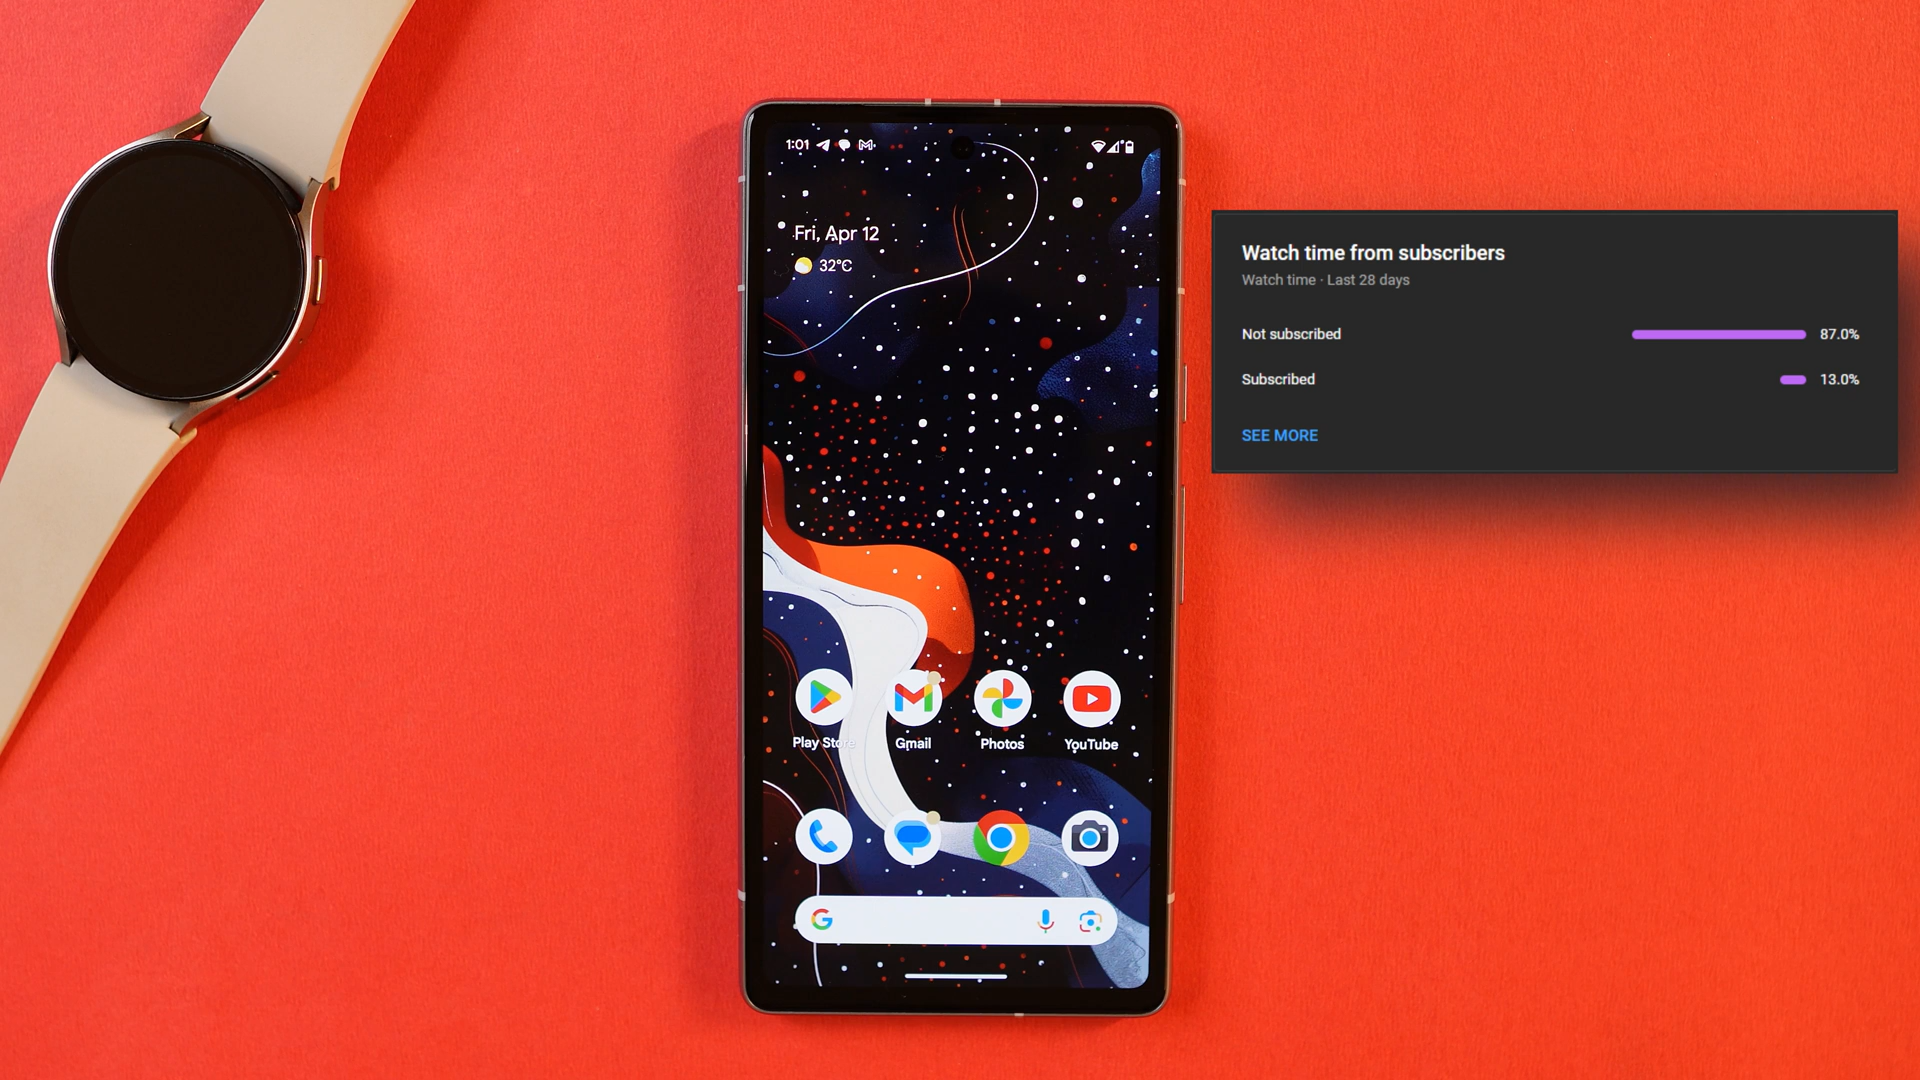 1:01
Fri, Apr 12
32°C
Play Store
Gmail
Photos
YouTube
G
Watch time from subscribers
Watch time · Last 28 days
Not subscribed 87.0%
Subscribed 13.0%
SEE MORE